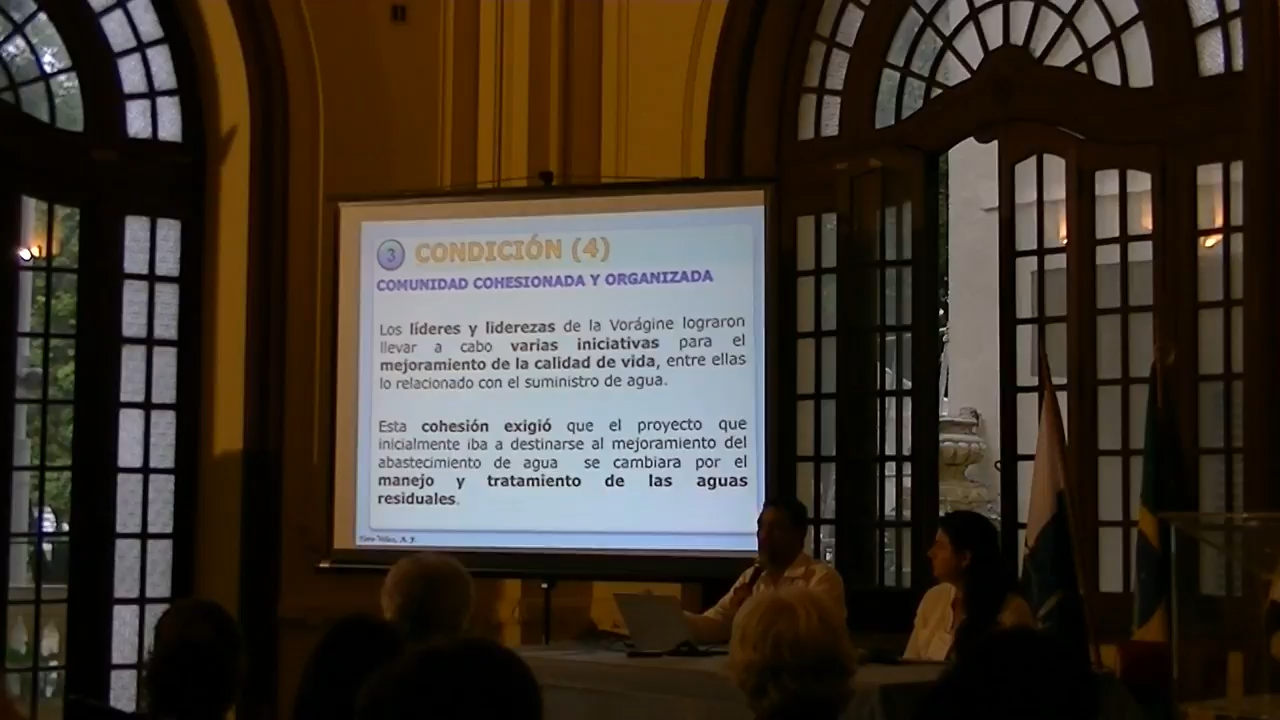 3 CONDICIÓN (4)
COMUNIDAD COHESIONADA Y ORGANIZADA
Los líderes y liderezas de la Vorágine lograron
llevar a cabo varias iniciativas para el
mejoramiento de la calidad de vida, entre ellas
lo relacionado con el suministro de agua.
Esta cohesión exigió que el proyecto que
inicialmente iba a destinarse al mejoramiento del
abastecimiento de agua se cambiara por el
manejo y tratamiento de las aguas
residuales.